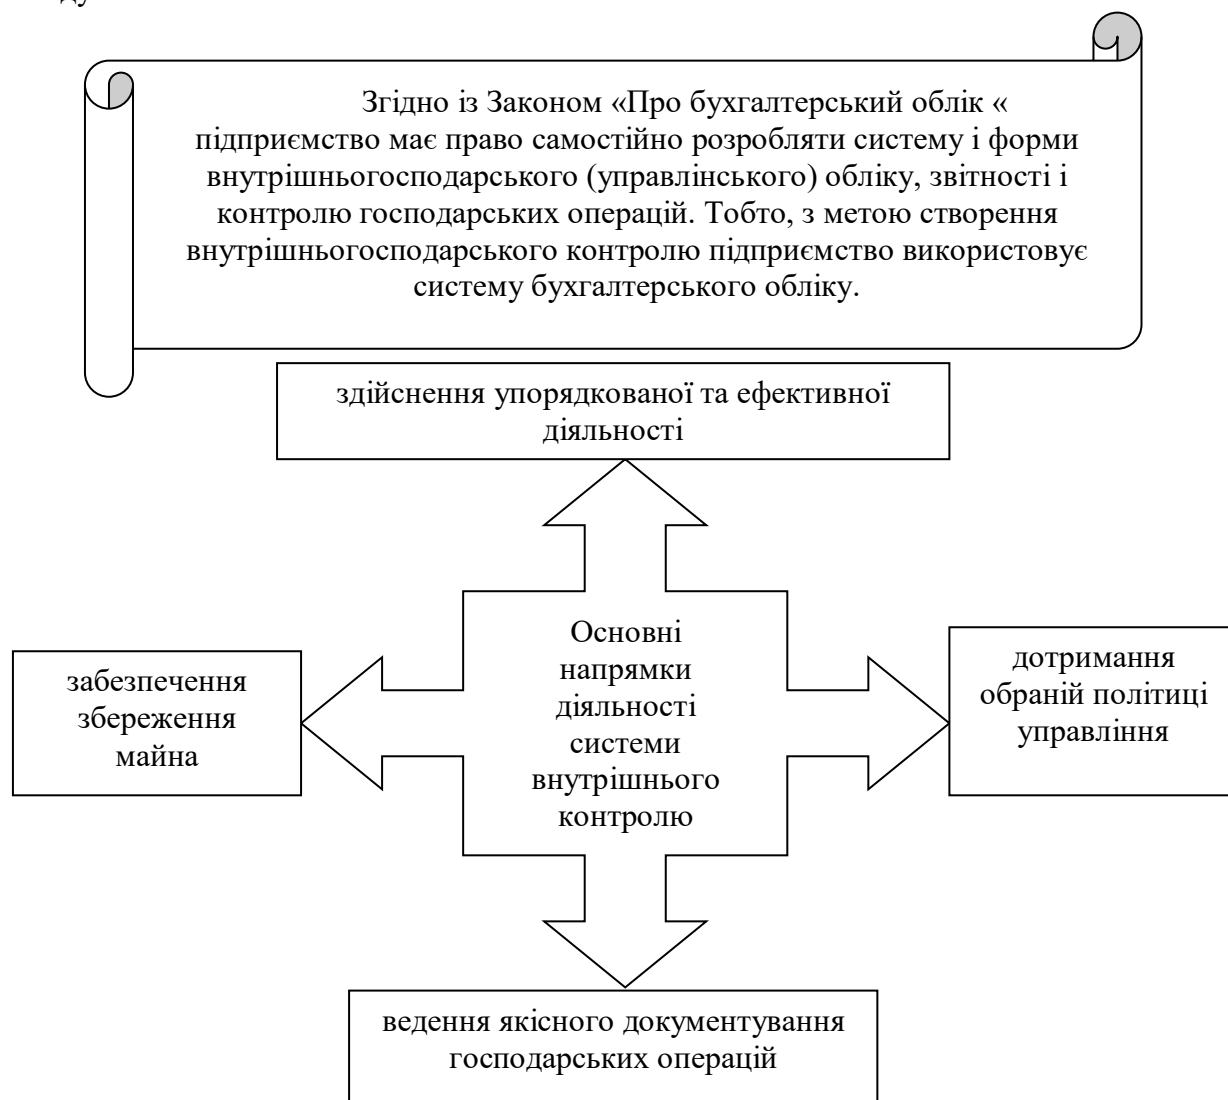 Згідно із Законом «Про бухгалтерський облік «
підприємство має право самостійно розробляти систему і форми
внутрішньогосподарського (управлінського) обліку, звітності і
контролю господарських операцій. Тобто, з метою створення
внутрішньогосподарського контролю підприємство використовує
систему бухгалтерського обліку.
здійснення упорядкованої та ефективної
діяльності
забезпечення
збереження
майна
Основні
напрямки
діяльності
системи
внутрішнього
контролю
дотримання
обраній політиці
управління
ведення якісного документування
господарських операцій